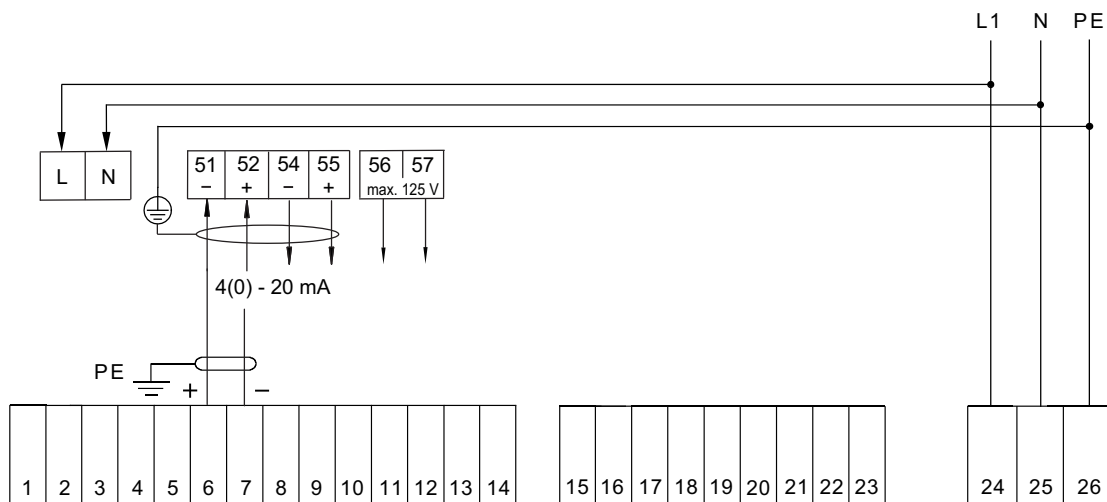 L1 N PE
L N
51 52 54 55 56 57
− + − + max. 125 V
4(0) - 20 mA
PE
+ −
1 2 3 4 5 6 7 8 9 10 11 12 13 14 15 16 17 18 19 20 21 22 23 24 25 26